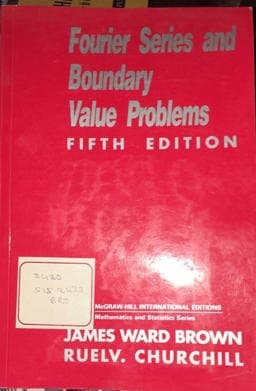 Fourier Series and
Boundary
Value Problems
FIFTH EDITION
McGRAW-HILL INTERNATIONAL EDITIONS
Mathematics and Statistics Series
JAMES WARD BROWN
RUELV. CHURCHILL